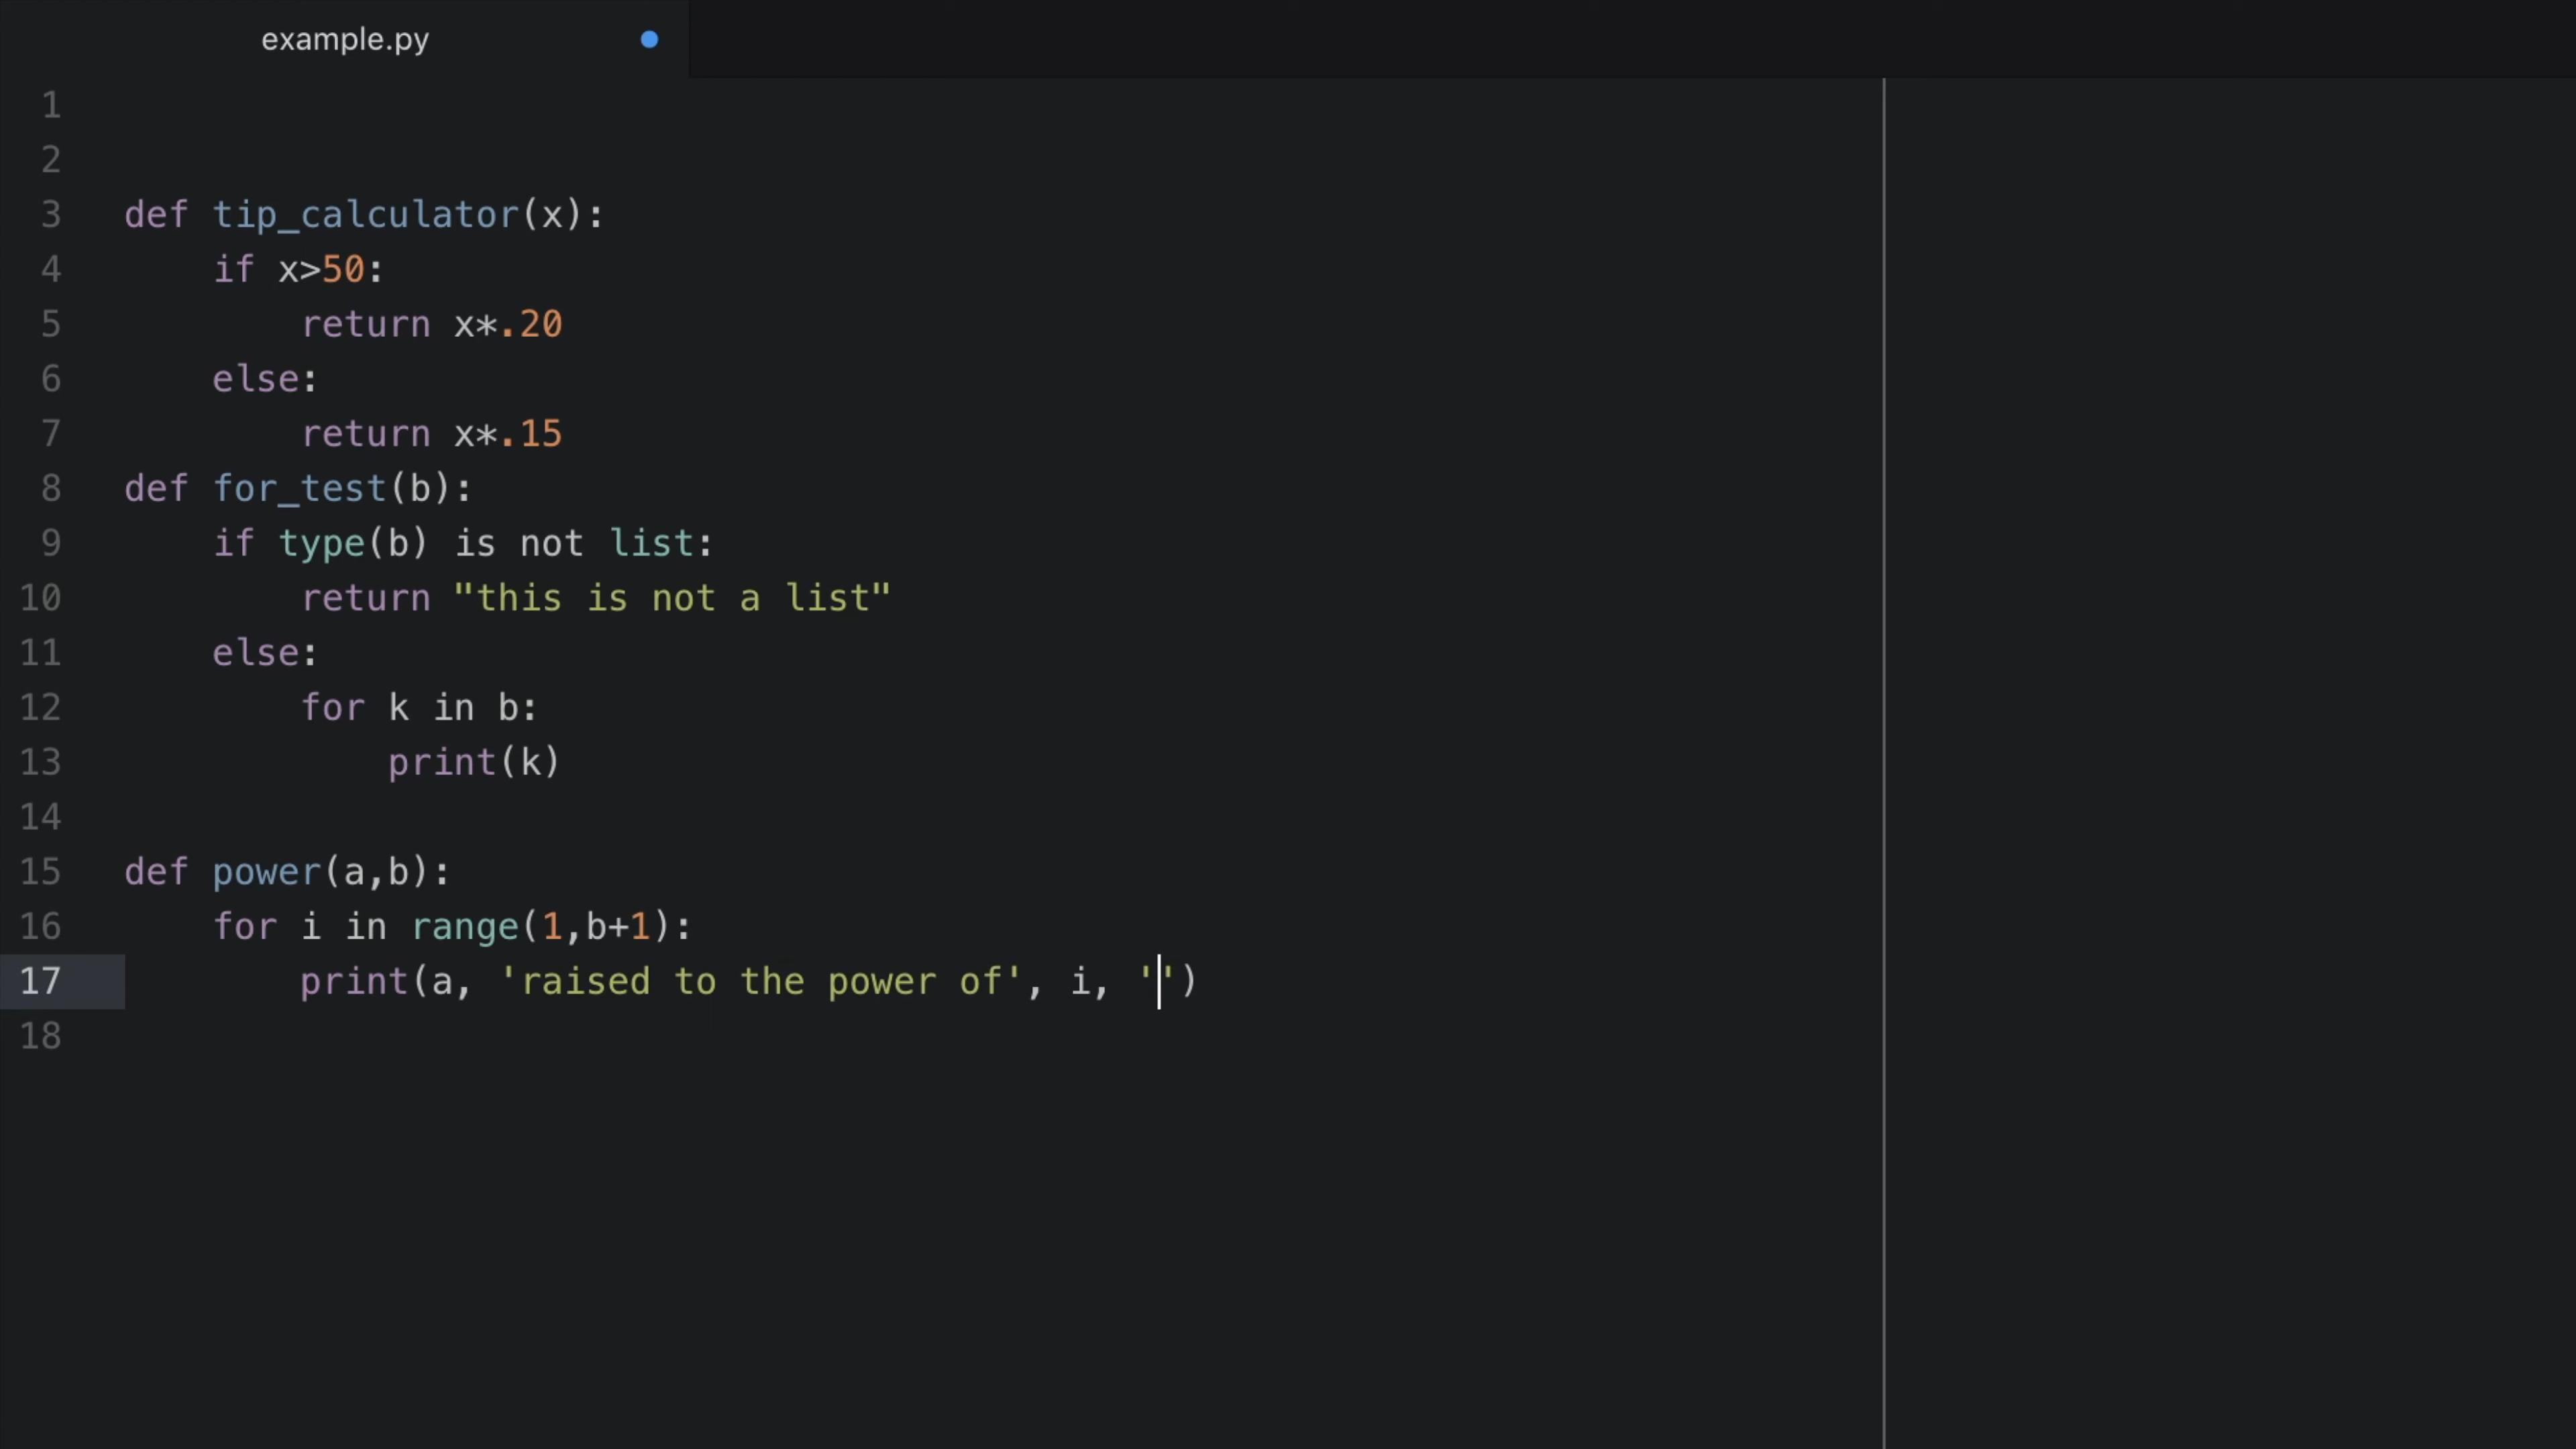 example.py
1
2
3 def tip_calculator(x):
4     if x>50:
5         return x*.20
6     else:
7         return x*.15
8 def for_test(b):
9     if type(b) is not list:
10         return "this is not a list"
11     else:
12         for k in b:
13             print(k)
14
15 def power(a,b):
16     for i in range(1,b+1):
17         print(a, 'raised to the power of', i, '')
18